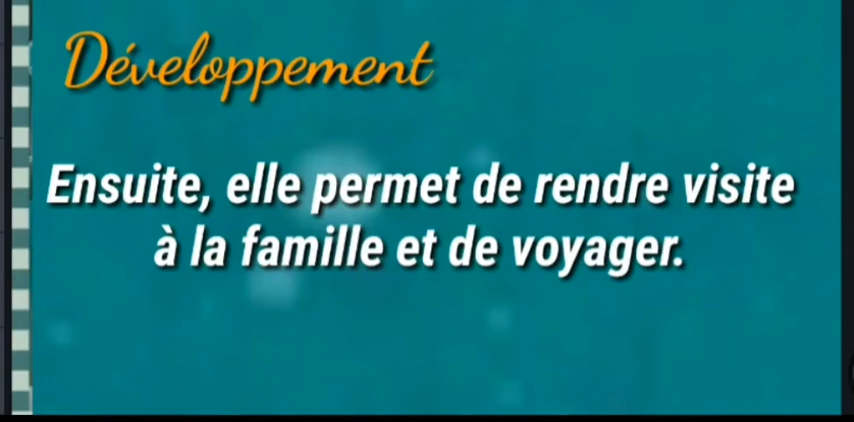 Développement
Ensuite, elle permet de rendre visite
à la famille et de voyager.